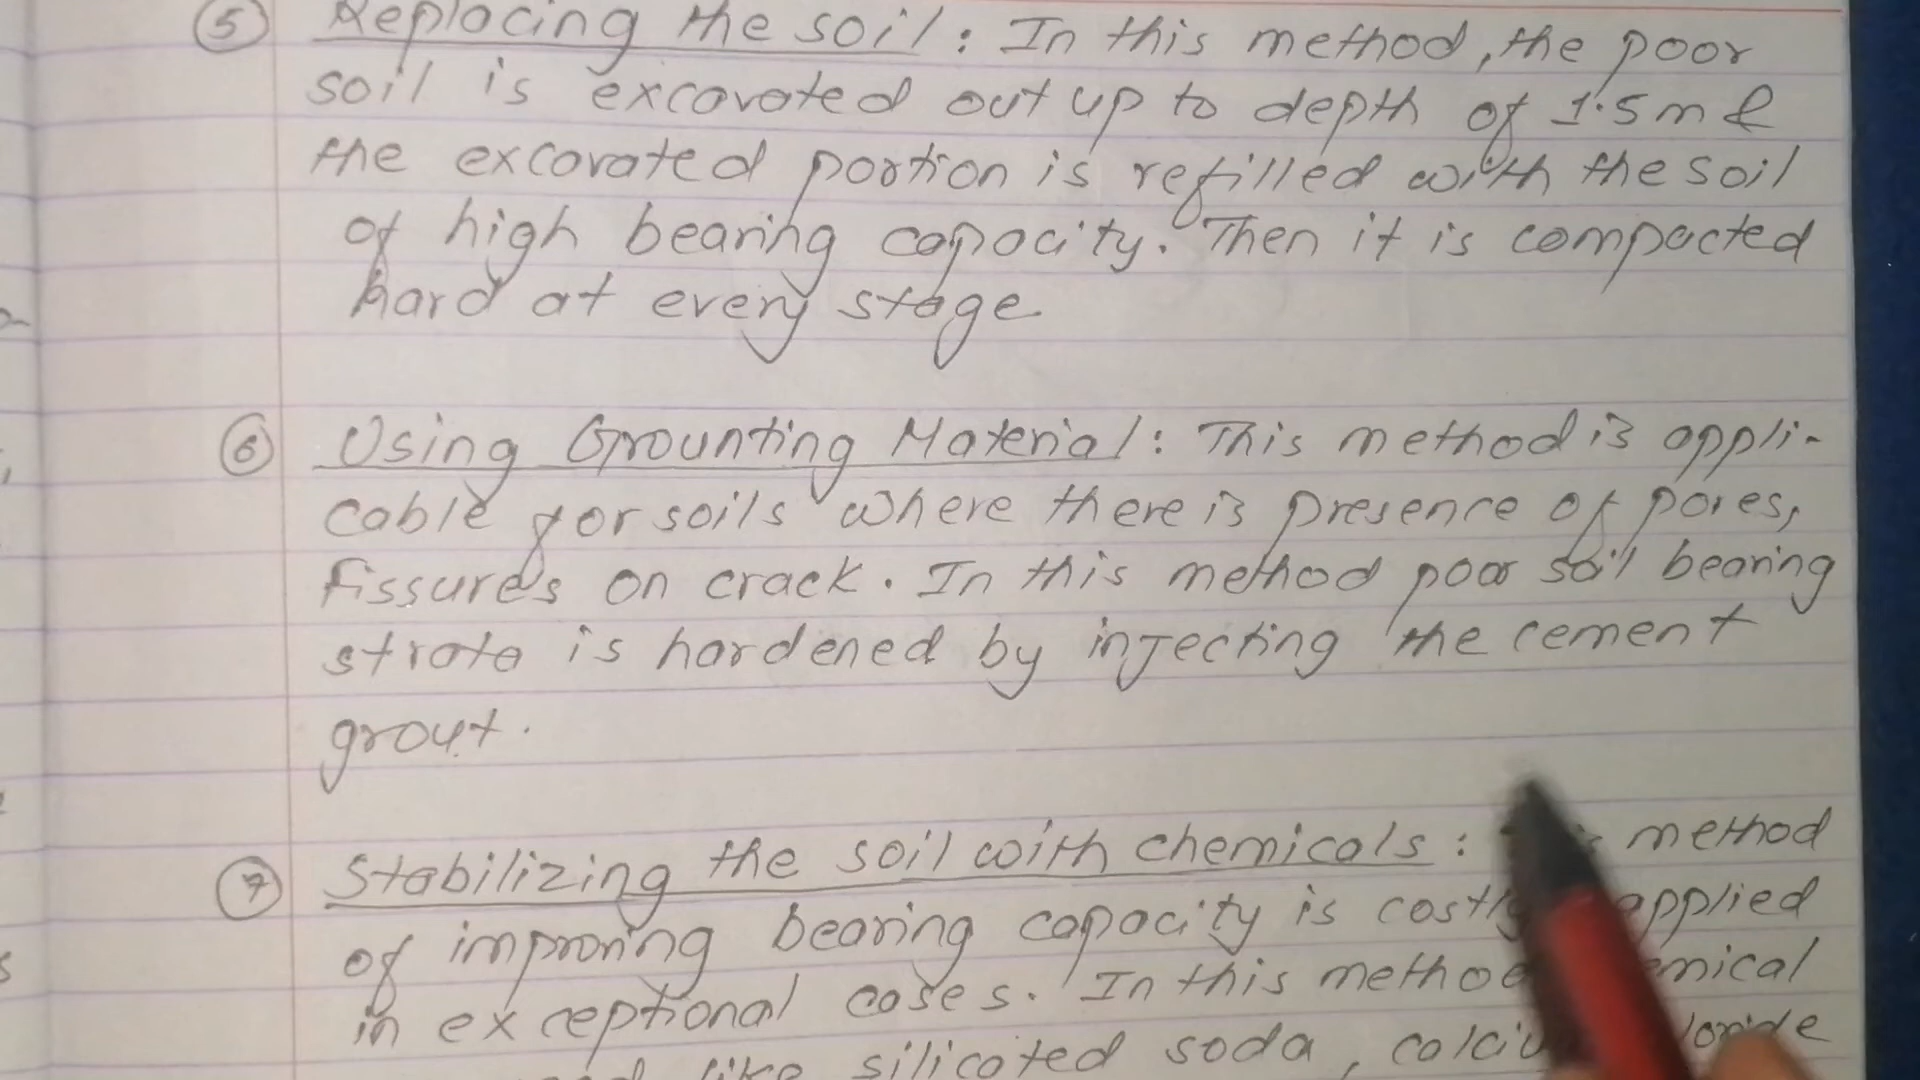 5 Replacing the soil : In this method, the poor
soil is excavated out up to depth of 1.5m &
the excavated portion is refilled with the soil
of high bearing capacity. Then it is compacted
hard at every stage
6 Using Grounting Material : This method is appli-
cable for soils where there is presence of pores,
fissures on crack. In this method poor soil bearing
strata is hardened by injecting the cement
grout.
7 Stabilizing the soil with chemicals : method
of improving bearing capacity is costly applied
in exceptional cases. In this method
like silicated soda,